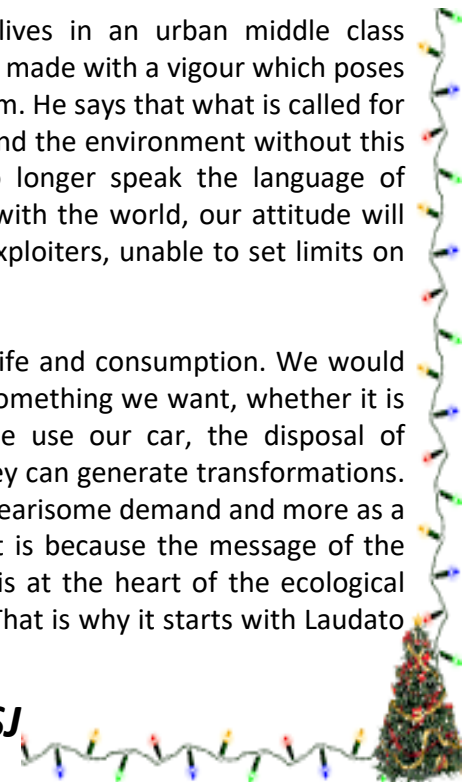 lives in an urban middle class
made with a vigour which poses
m. He says that what is called for
nd the environment without this
longer speak the language of
with the world, our attitude will
xploiters, unable to set limits on
ife and consumption. We would
omething we want, whether it is
e use our car, the disposal of
ey can generate transformations.
earisome demand and more as a
t is because the message of the
is at the heart of the ecological
That is why it starts with Laudato
SJ